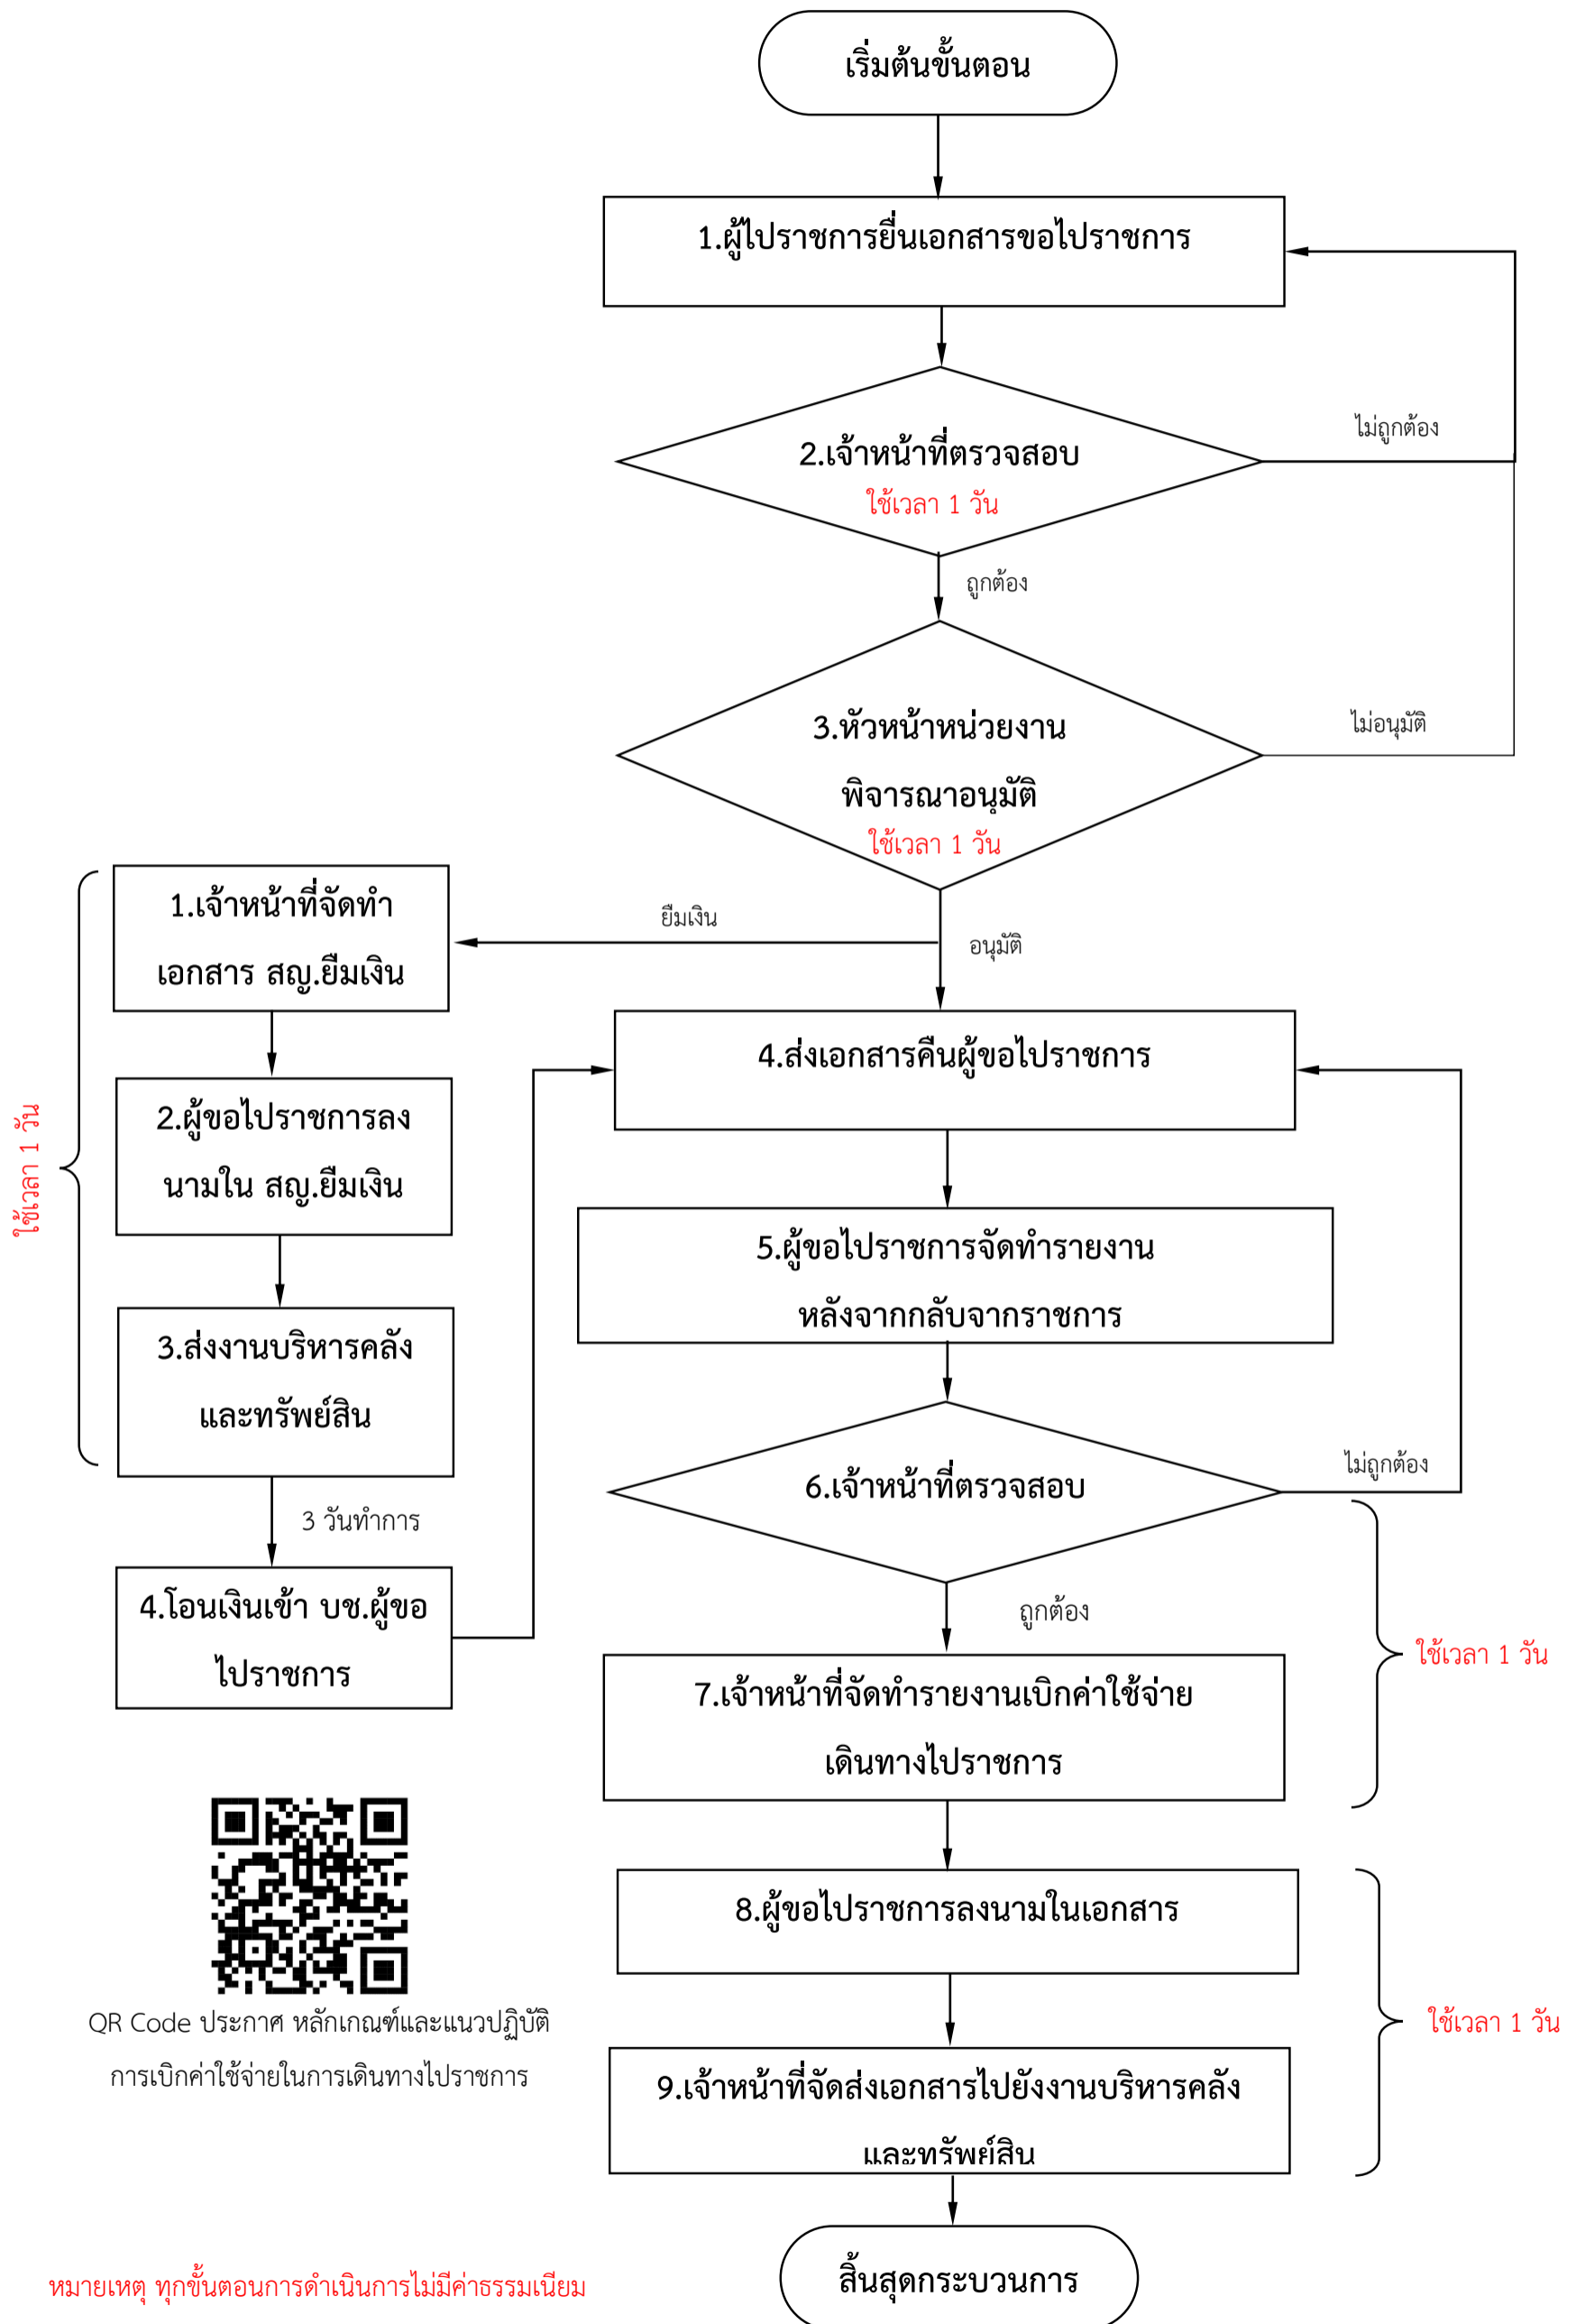 เริ่มต้นขั้นตอน
1.ผู้ไปราชการยื่นเอกสารขอไปราชการ
ไม่ถูกต้อง
2.เจ้าหน้าที่ตรวจสอบ
ใช้เวลา 1 วัน
ถูกต้อง
3.หัวหน้าหน่วยงาน
พิจารณาอนุมัติ
ใช้เวลา 1 วัน
ไม่อนุมัติ
ยืมเงิน
อนุมัติ
1.เจ้าหน้าที่จัดทำ
เอกสาร สญ.ยืมเงิน
2.ผู้ขอไปราชการลง
นามใน สญ.ยืมเงิน
3.ส่งงานบริหารคลัง
และทรัพย์สิน
ใช้เวลา 1 วัน
3 วันทำการ
4.โอนเงินเข้า บช.ผู้ขอ
ไปราชการ
4.ส่งเอกสารคืนผู้ขอไปราชการ
5.ผู้ขอไปราชการจัดทำรายงาน
หลังจากกลับจากราชการ
6.เจ้าหน้าที่ตรวจสอบ
ไม่ถูกต้อง
ถูกต้อง
7.เจ้าหน้าที่จัดทำรายงานเบิกค่าใช้จ่าย
เดินทางไปราชการ
ใช้เวลา 1 วัน
8.ผู้ขอไปราชการลงนามในเอกสาร
9.เจ้าหน้าที่จัดส่งเอกสารไปยังงานบริหารคลัง
และทรัพย์สิน
ใช้เวลา 1 วัน
QR Code ประกาศ หลักเกณฑ์และแนวปฏิบัติ
การเบิกค่าใช้จ่ายในการเดินทางไปราชการ
สิ้นสุดกระบวนการ
หมายเหตุ ทุกขั้นตอนการดำเนินการไม่มีค่าธรรมเนียม